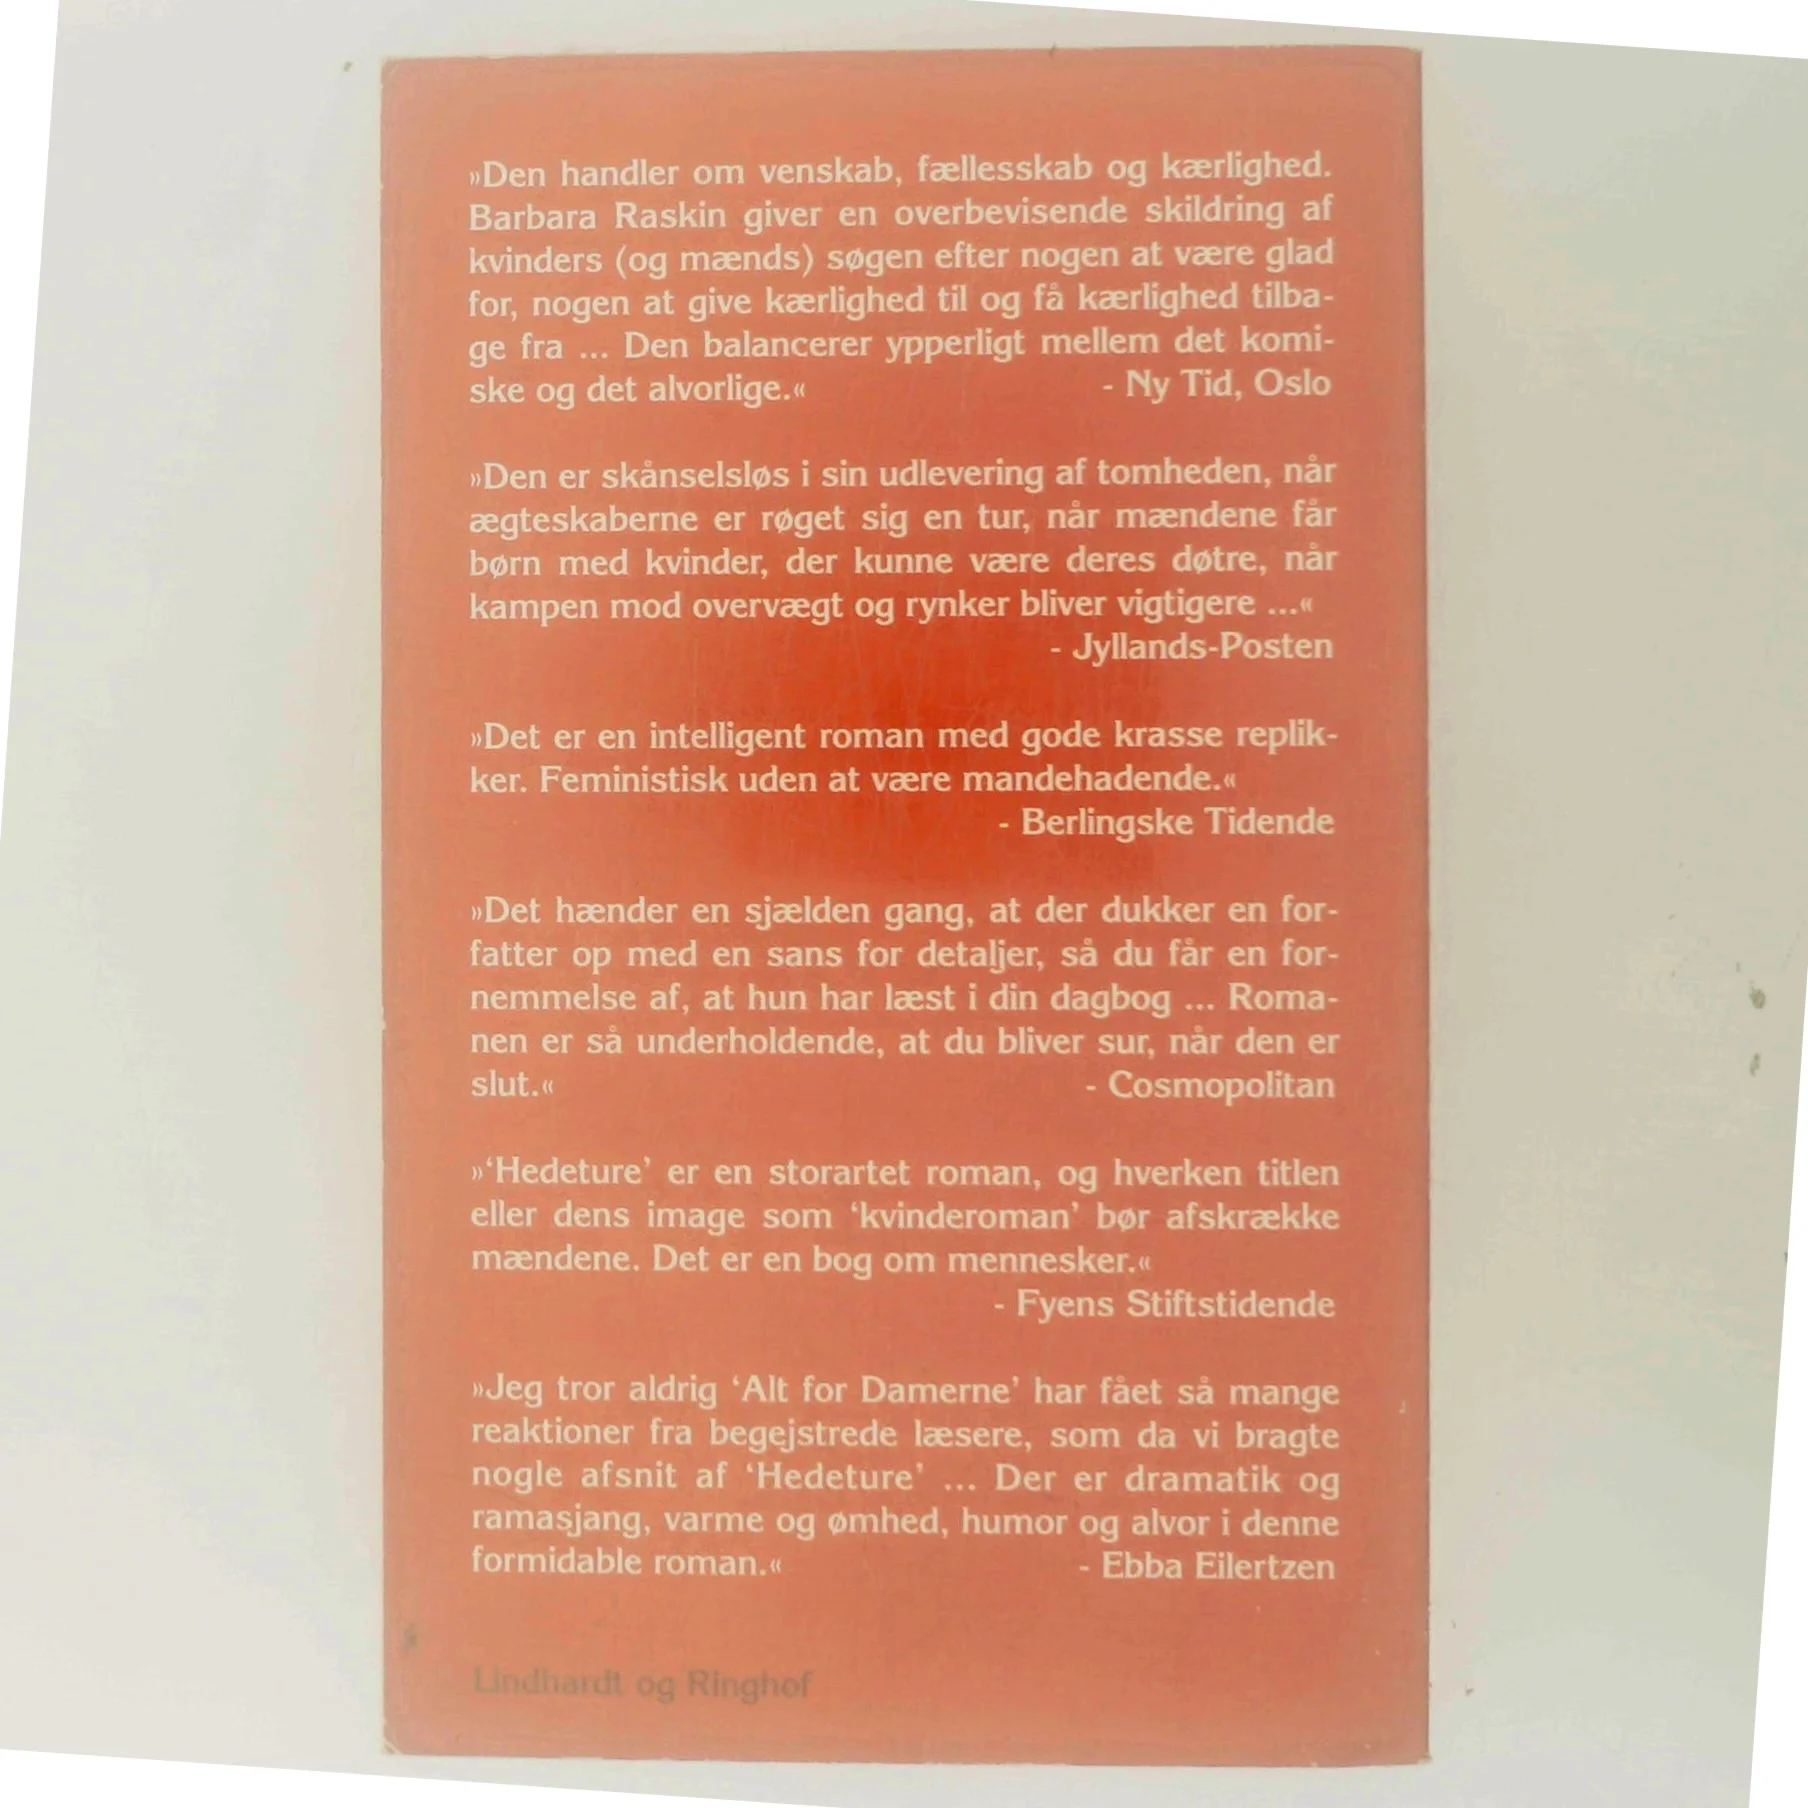 »Den handler om venskab, fællesskab og kærlighed.
Barbara Raskin giver en overbevisende skildring af
kvinders (og mænds) søgen efter nogen at være glad
for, nogen at give kærlighed til og få kærlighed tilba-
ge fra ... Den balancerer ypperligt mellem det komi-
ske og det alvorlige.« - Ny Tid, Oslo
»Den er skånselsløs i sin udlevering af tomheden, når
ægteskaberne er røget sig en tur, når mændene får
børn med kvinder, der kunne være deres døtre, når
kampen mod overvægt og rynker bliver vigtigere ...«
- Jyllands-Posten
»Det er en intelligent roman med gode krasse replik-
ker. Feministisk uden at være mandehadende.«
- Berlingske Tidende
»Det hænder en sjælden gang, at der dukker en for-
fatter op med en sans for detaljer, så du får en for-
nemmelse af, at hun har læst i din dagbog ... Roma-
nen er så underholdende, at du bliver sur, når den er
slut.« - Cosmopolitan
»‘Hedeture’ er en storartet roman, og hverken titlen
eller dens image som ‘kvinderoman’ bør afskrække
mændene. Det er en bog om mennesker.«
- Fyens Stiftstidende
»Jeg tror aldrig ‘Alt for Damerne’ har fået så mange
reaktioner fra begejstrede læsere, som da vi bragte
nogle afsnit af ‘Hedeture’ ... Der er dramatik og
ramasjang, varme og ømhed, humor og alvor i denne
formidable roman.« - Ebba Eilertzen
Lindhardt og Ringhof